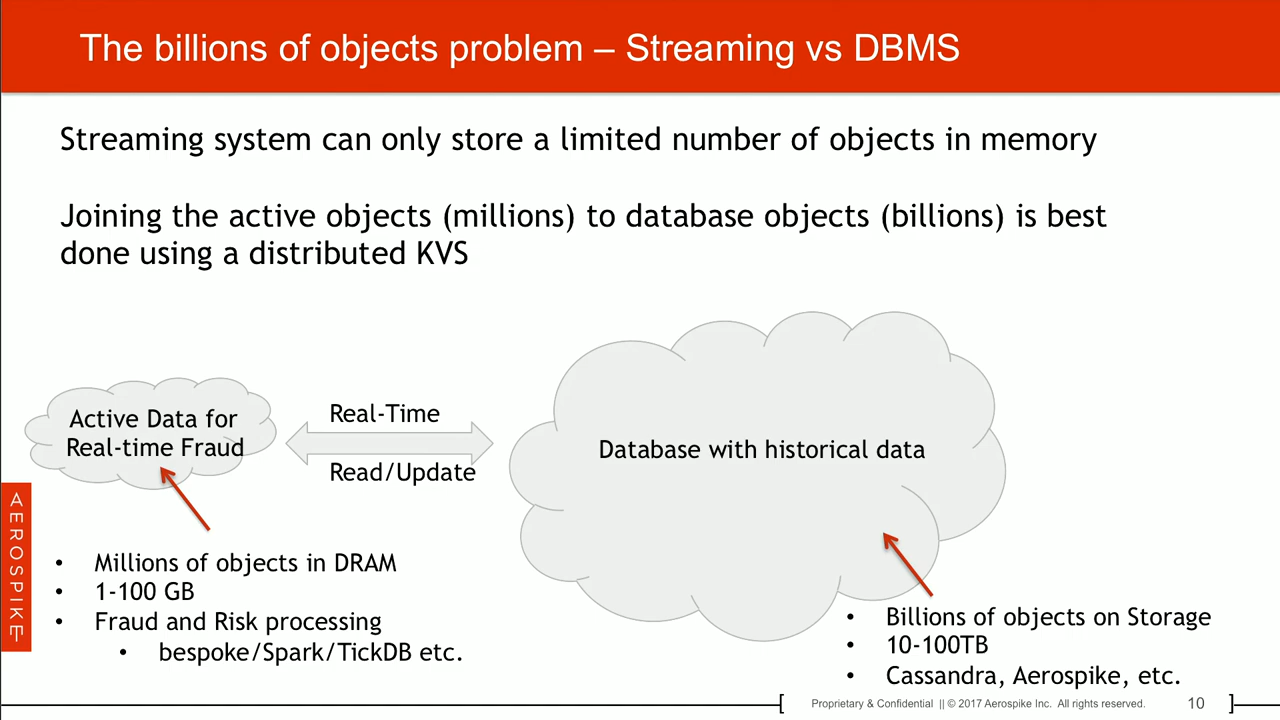 The billions of objects problem – Streaming vs DBMS
Streaming system can only store a limited number of objects in memory
Joining the active objects (millions) to database objects (billions) is best
done using a distributed KVS
Active Data for
Real-time Fraud
Real-Time
Read/Update
Database with historical data
• Millions of objects in DRAM
• 1-100 GB
• Fraud and Risk processing
• bespoke/Spark/TickDB etc.
• Billions of objects on Storage
• 10-100TB
• Cassandra, Aerospike, etc.
AEROSPIKE
Proprietary & Confidential || © 2017 Aerospike Inc. All rights reserved.
10